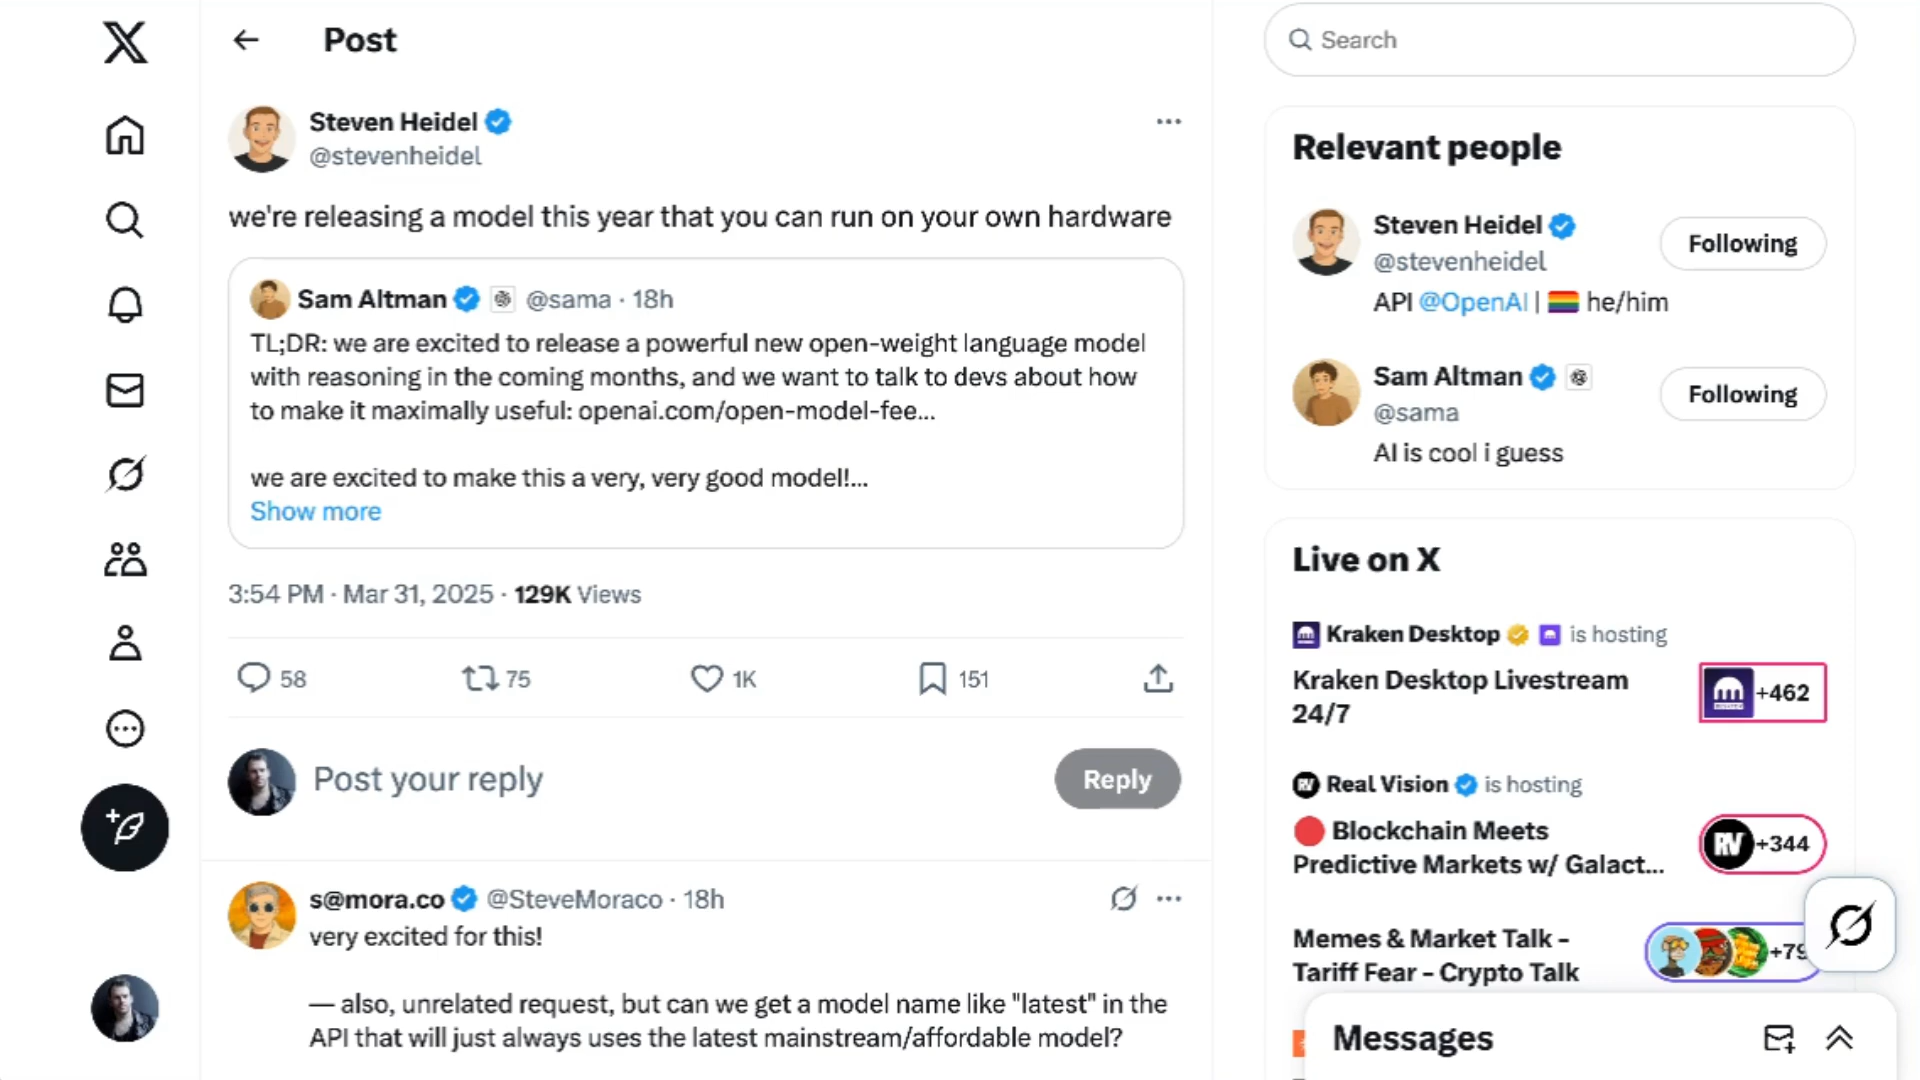 Post
Steven Heidel
@stevenheidel
we're releasing a model this year that you can run on your own hardware
Sam Altman @sama · 18h
TL;DR: we are excited to release a powerful new open-weight language model
with reasoning in the coming months, and we want to talk to devs about how
to make it maximally useful: openai.com/open-model-fee...
we are excited to make this a very, very good model!...
Show more
3:54 PM · Mar 31, 2025 · 129K Views
58 75 1K 151
Post your reply
Reply
s@mora.co @SteveMoraco · 18h
very excited for this!
— also, unrelated request, but can we get a model name like "latest" in the
API that will just always uses the latest mainstream/affordable model?
Search
Relevant people
Steven Heidel
@stevenheidel
Following
API @OpenAI | he/him
Sam Altman
@sama
Following
AI is cool i guess
Live on X
Kraken Desktop is hosting
Kraken Desktop Livestream
24/7
+462
Real Vision is hosting
Blockchain Meets
Predictive Markets w/ Galact...
RV +344
Memes & Market Talk -
Tariff Fear - Crypto Talk
+79
Messages